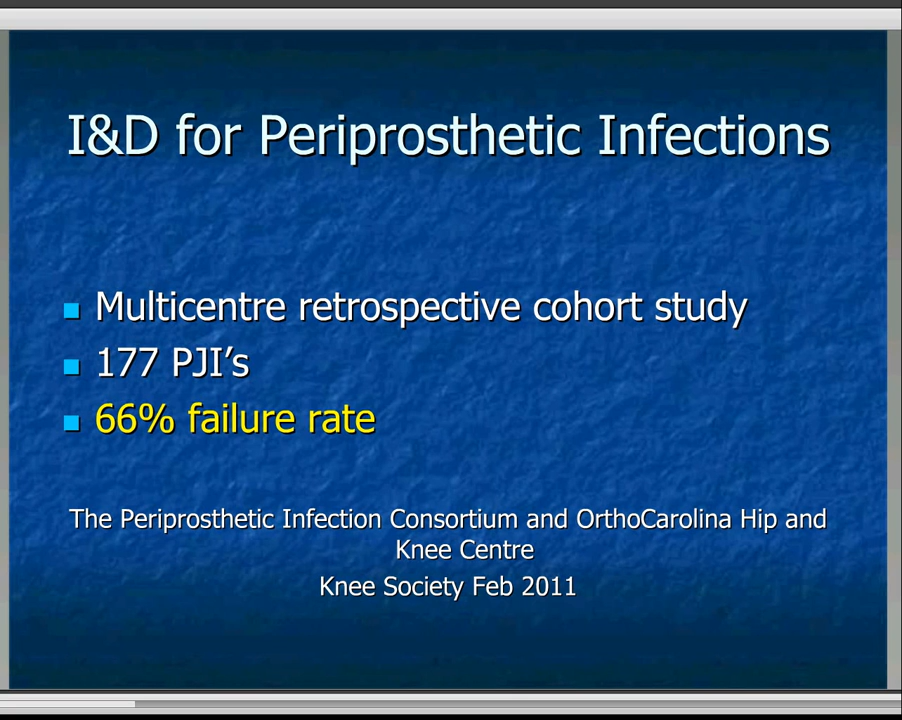 I&D for Periprosthetic Infections
Multicentre retrospective cohort study
177 PJI’s
66% failure rate
The Periprosthetic Infection Consortium and OrthoCarolina Hip and
Knee Centre
Knee Society Feb 2011